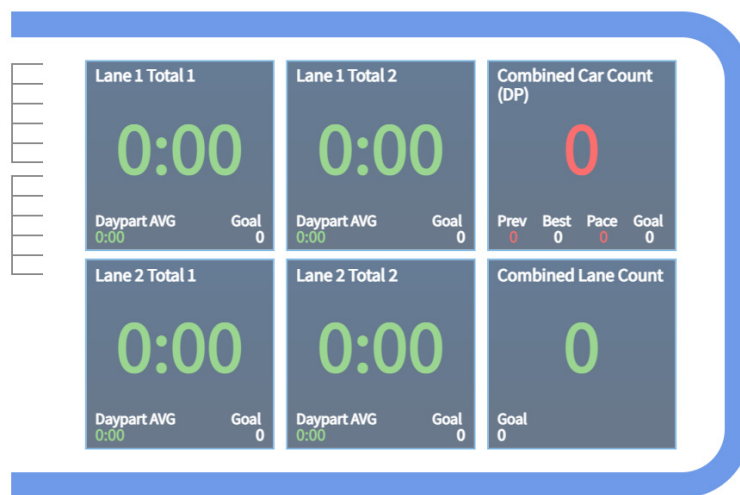 Lane 1 Total 1
0:00
Daypart AVG Goal
0:00 0
Lane 1 Total 2
0:00
Daypart AVG Goal
0:00 0
Combined Car Count
(DP)
0
Prev Best Pace Goal
0 0 0 0
Lane 2 Total 1
0:00
Daypart AVG Goal
0:00 0
Lane 2 Total 2
0:00
Daypart AVG Goal
0:00 0
Combined Lane Count
0
Goal
0